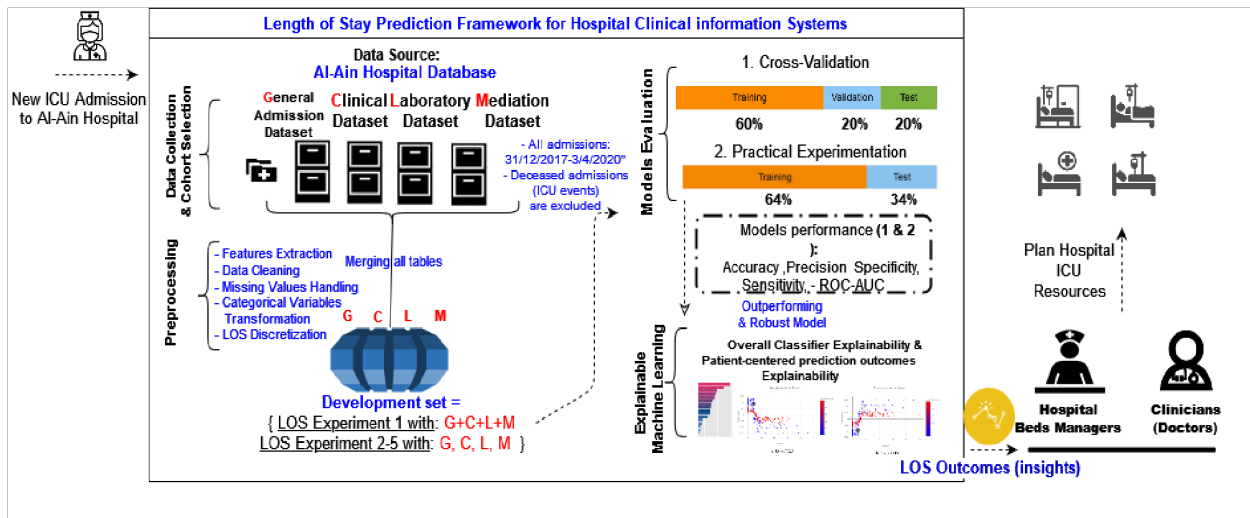 Length of Stay Prediction Framework for Hospital Clinical information Systems
New ICU Admission
to Al-Ain Hospital
Data Collection
& Cohort Selection
Data Source:
Al-Ain Hospital Database
General
Admission
Dataset
Clinical
Dataset
Laboratory
Dataset
Mediation
Dataset
- All admissions:
31/12/2017-3/4/2020"
- Deceased admissions
(ICU events)
are excluded
Preprocessing
- Features Extraction
- Data Cleaning
- Missing Values Handling
- Categorical Variables
Transformation
- LOS Discretization
Merging all tables
G C L M
Development set =
{ LOS Experiment 1 with: G+C+L+M
LOS Experiment 2-5 with: G, C, L, M }
Models Evaluation
1. Cross-Validation
Training Validation Test
60% 20% 20%
2. Practical Experimentation
Training Test
64% 34%
Models performance (1 & 2
):
Accuracy ,Precision Specificity,
Sensitivity, - ROC-AUC
Outperforming
& Robust Model
Explainable
Machine Learning
Overall Classifier Explainability &
Patient-centered prediction outcomes
Explainability
LOS Outcomes (insights)
Plan Hospital
ICU
Resources
Hospital
Beds Managers
Clinicians
(Doctors)